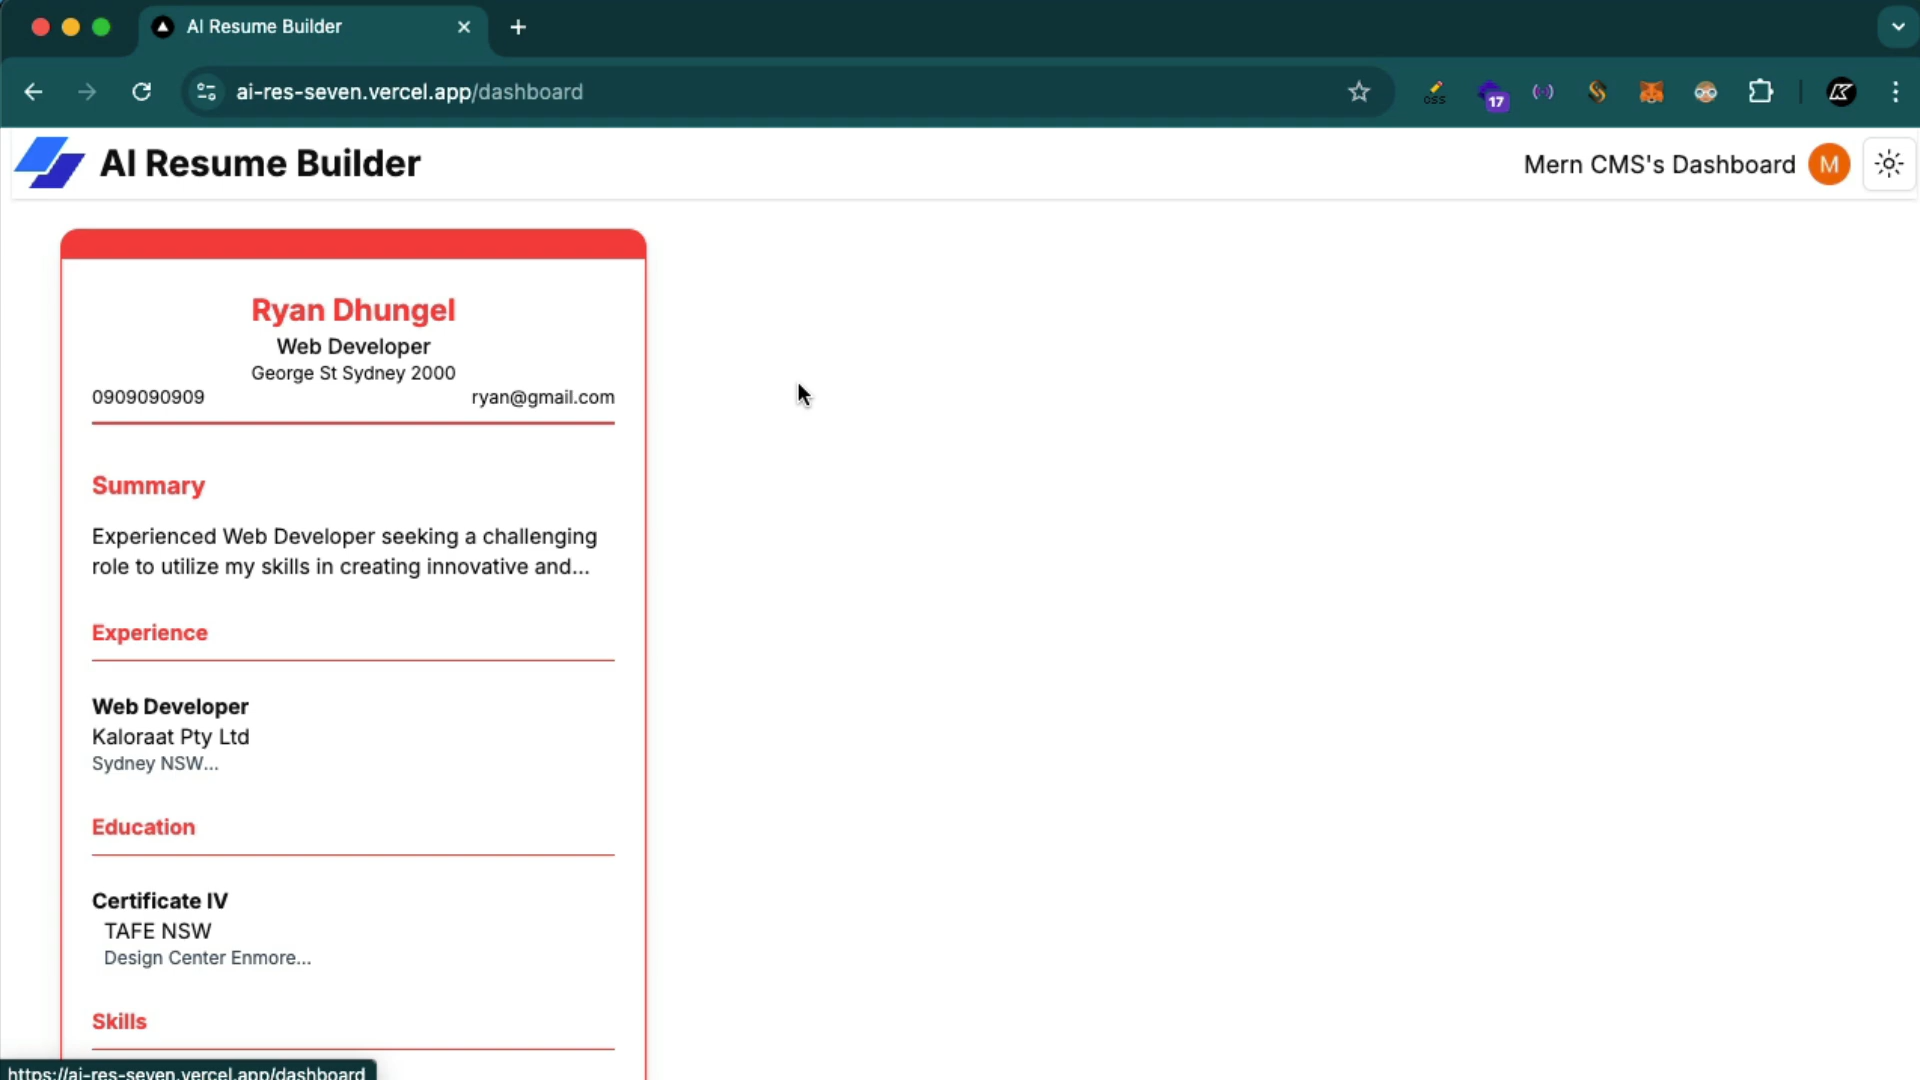 AI Resume Builder
ai-res-seven.vercel.app/dashboard
CSS
17
AI Resume Builder
Mern CMS's Dashboard
M
Ryan Dhungel
Web Developer
George St Sydney 2000
0909090909
ryan@gmail.com
Summary
Experienced Web Developer seeking a challenging
role to utilize my skills in creating innovative and...
Experience
Web Developer
Kaloraat Pty Ltd
Sydney NSW...
Education
Certificate IV
TAFE NSW
Design Center Enmore...
Skills
https://ai-res-seven.vercel.app/dashboard